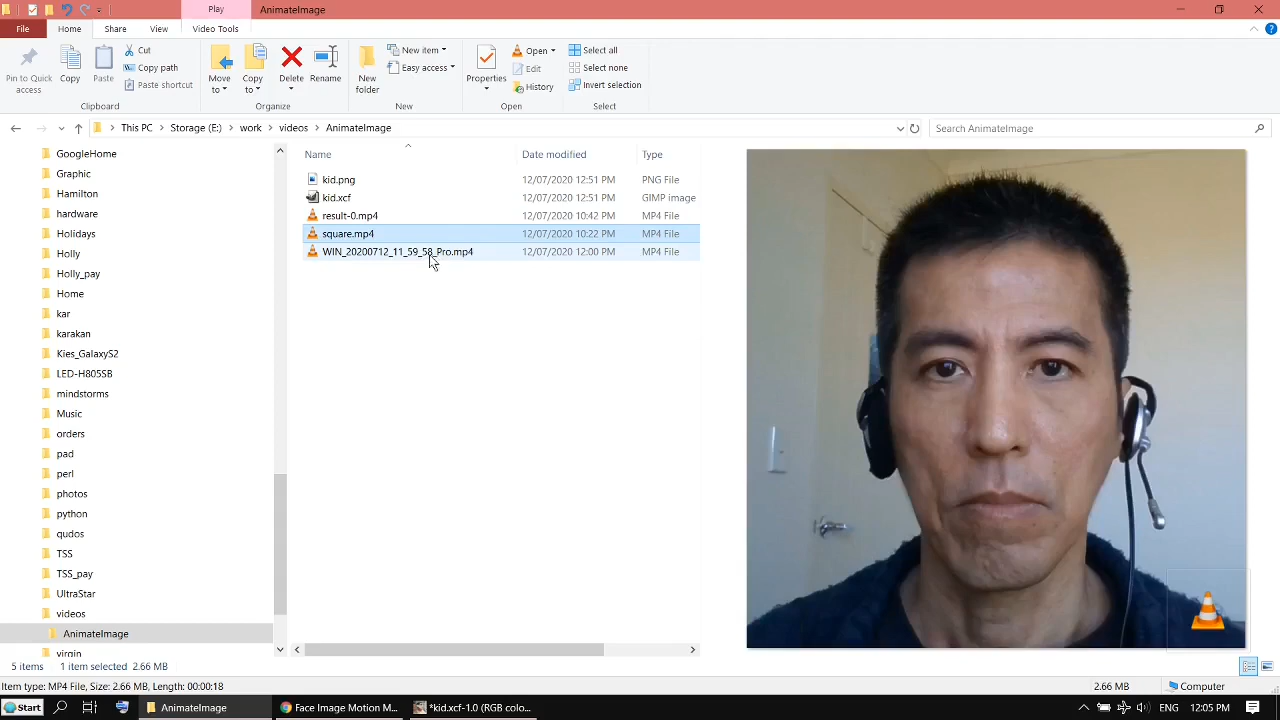 Play
AnimateImage
File
Home
Share
View
Video Tools
Pin to Quick
access
Copy
Paste
Cut
Copy path
Paste shortcut
Clipboard
Move
to
Copy
to
Delete
Rename
Organize
New
folder
New item
Easy access
New
Properties
Open
Edit
History
Open
Select all
Select none
Invert selection
Select
This PC
Storage (E:)
work
videos
AnimateImage
Search AnimateImage
GoogleHome
Graphic
Hamilton
hardware
Holidays
Holly
Holly_pay
Home
kar
karakan
Kies_GalaxyS2
LED-H805SB
mindstorms
Music
orders
pad
perl
photos
python
qudos
TSS
TSS_pay
UltraStar
videos
AnimateImage
virgin
Name
Date modified
Type
kid.png
12/07/2020 12:51 PM
PNG File
kid.xcf
12/07/2020 12:51 PM
GIMP image
result-0.mp4
12/07/2020 10:42 PM
MP4 File
square.mp4
12/07/2020 10:22 PM
MP4 File
WIN_20200712_11_59_58_Pro.mp4
12/07/2020 12:00 PM
MP4 File
5 items
1 item selected 2.66 MB
Item type: MP4 File, Size: 2.66 MB, Length: 00:00:18
2.66 MB
Computer
Start
AnimateImage
Face Image Motion M...
*kid.xcf-1.0 (RGB colo...
12:05 PM